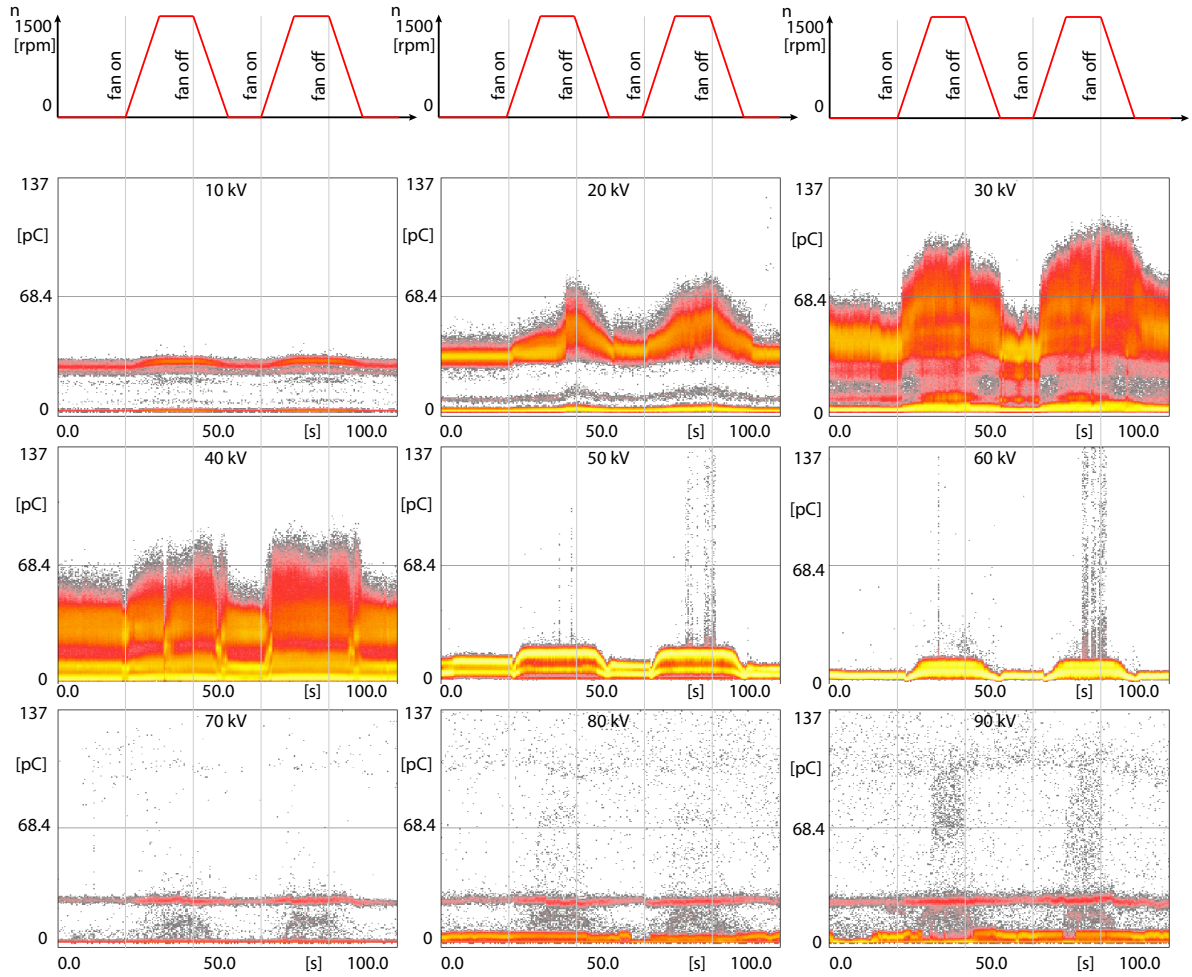 n n n
1500 1500 1500
[rpm] [rpm] [rpm]
fan on fan off fan on fan off fan on fan off fan on fan off fan on fan off fan on fan off
0 0 0
137 10 kV 137 20 kV 137 30 kV
[pC] [pC] [pC]
68.4 68.4 68.4
0 0 0
0.0 50.0 [s] 100.0 0.0 50.0 [s] 100.0 0.0 50.0 [s] 100.0
137 40 kV 137 50 kV 137 60 kV
[pC] [pC] [pC]
68.4 68.4 68.4
0 0 0
0.0 50.0 [s] 100.0 0.0 50.0 [s] 100.0 0.0 50.0 [s] 100.0
137 70 kV 137 80 kV 137 90 kV
[pC] [pC] [pC]
68.4 68.4 68.4
0 0 0
0.0 50.0 [s] 100.0 0.0 50.0 [s] 100.0 0.0 50.0 [s] 100.0